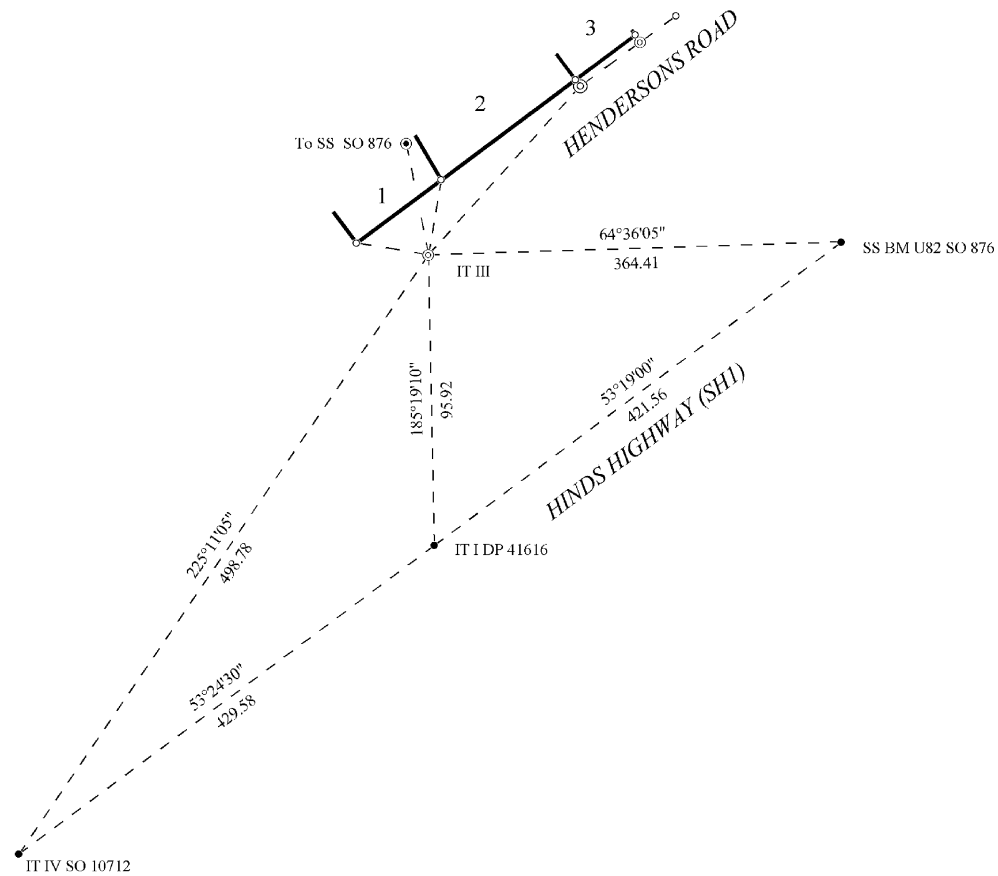 3
HENDERSONS ROAD
2
To SS SO 876
1
64°36'05"
364.41
SS BM U82 SO 876
IT III
185°19'10"
95.92
53°19'00"
421.56
HINDS HIGHWAY (SH1)
225°11'05"
498.78
IT I DP 41616
53°24'30"
429.58
IT IV SO 10712